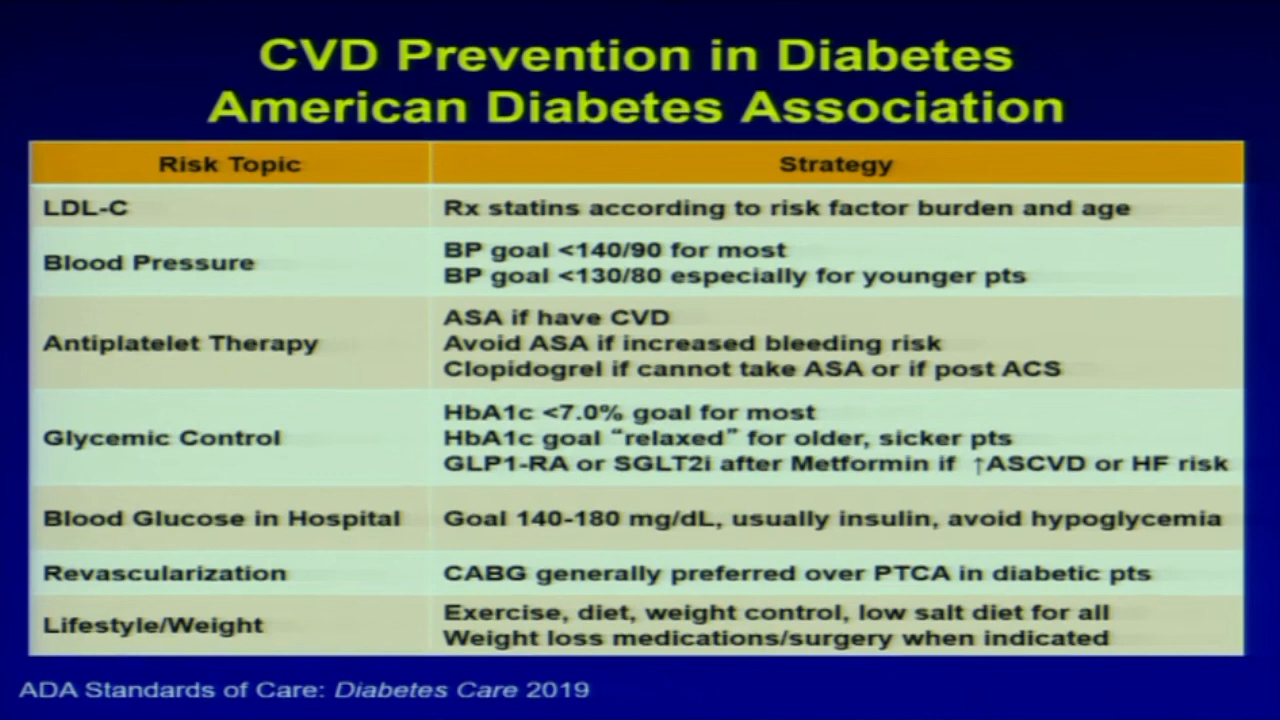 CVD Prevention in Diabetes
American Diabetes Association
Risk Topic
Strategy
LDL-C
Rx statins according to risk factor burden and age
Blood Pressure
BP goal <140/90 for most
BP goal <130/80 especially for younger pts
Antiplatelet Therapy
ASA if have CVD
Avoid ASA if increased bleeding risk
Clopidogrel if cannot take ASA or if post ACS
Glycemic Control
HbA1c <7.0% goal for most
HbA1c goal “relaxed” for older, sicker pts
GLP1-RA or SGLT2i after Metformin if ↑ASCVD or HF risk
Blood Glucose in Hospital
Goal 140-180 mg/dL, usually insulin, avoid hypoglycemia
Revascularization
CABG generally preferred over PTCA in diabetic pts
Lifestyle/Weight
Exercise, diet, weight control, low salt diet for all
Weight loss medications/surgery when indicated
ADA Standards of Care: Diabetes Care 2019